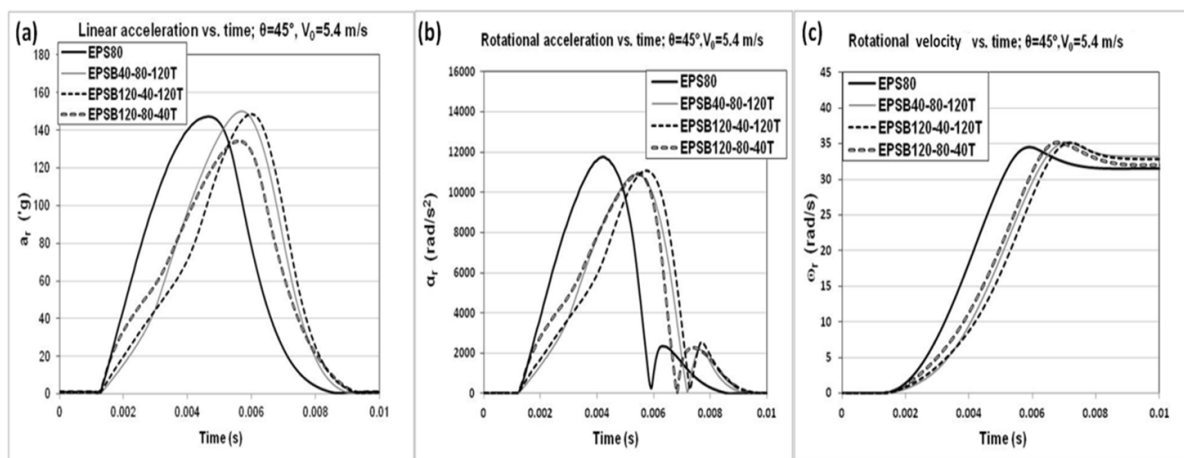 (a)
Linear acceleration vs. time; θ=45°, V₀=5.4 m/s
EPS80
EPSB40-80-120T
EPSB120-40-120T
EPSB120-80-40T
180
160
140
120
100
80
60
40
20
0
aᵣ ('g)
0 0.002 0.004 0.006 0.008 0.01
Time (s)
(b)
Rotational acceleration vs. time; θ=45°,V₀=5.4 m/s
EPS80
EPSB40-80-120T
EPSB120-40-120T
EPSB120-80-40T
16000
14000
12000
10000
8000
6000
4000
2000
0
αᵣ (rad/s²)
0 0.002 0.004 0.006 0.008 0.01
Time (s)
(c)
Rotational velocity vs. time; θ=45°,V₀=5.4 m/s
EPS80
EPSB40-80-120T
EPSB120-40-120T
EPSB120-80-40T
45
40
35
30
25
20
15
10
5
0
ωᵣ (rad/s)
0 0.002 0.004 0.006 0.008 0.01
Time (s)